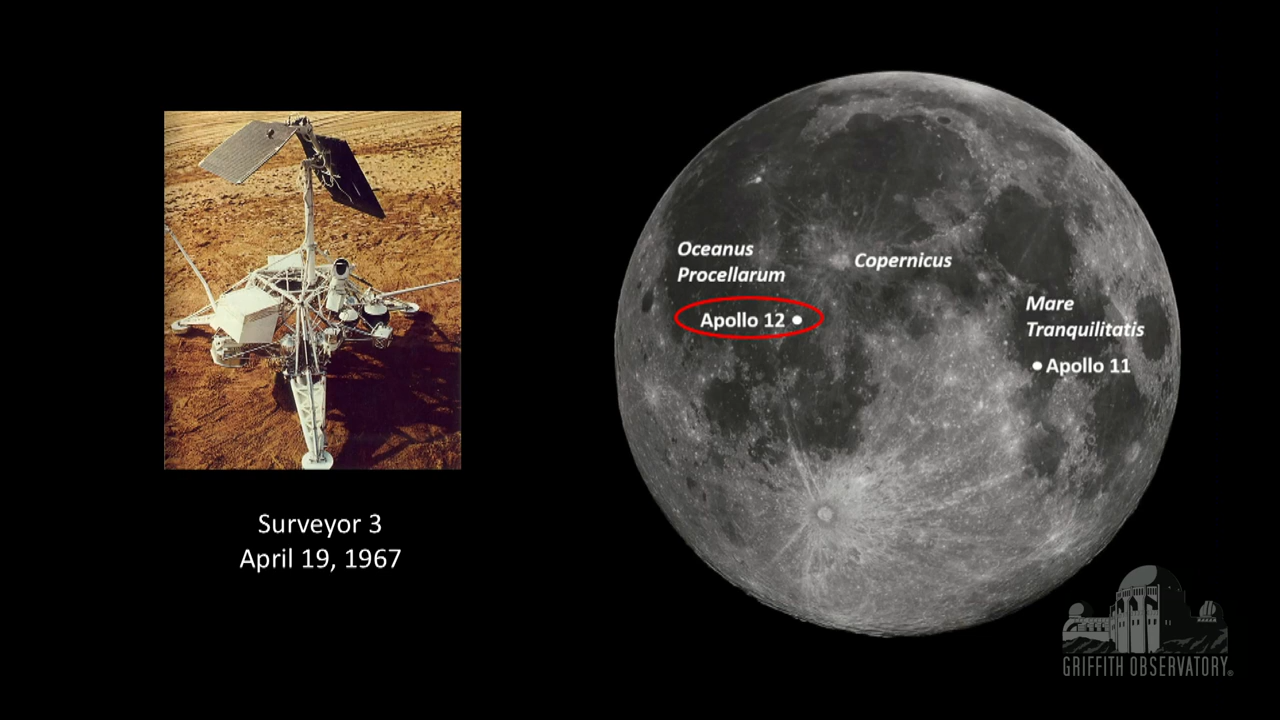 Surveyor 3
April 19, 1967
Oceanus
Procellarum
Copernicus
Apollo 12
Mare
Tranquilitatis
Apollo 11
GRIFFITH OBSERVATORY®